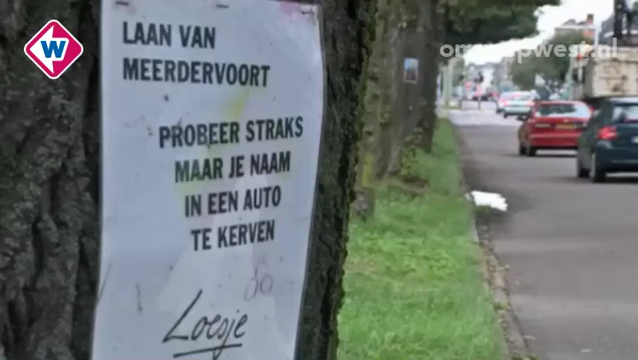 W
omroepwest.nl
LAAN VAN
MEERDERVOORT
PROBEER STRAKS
MAAR JE NAAM
IN EEN AUTO
TE KERVEN
Loesje